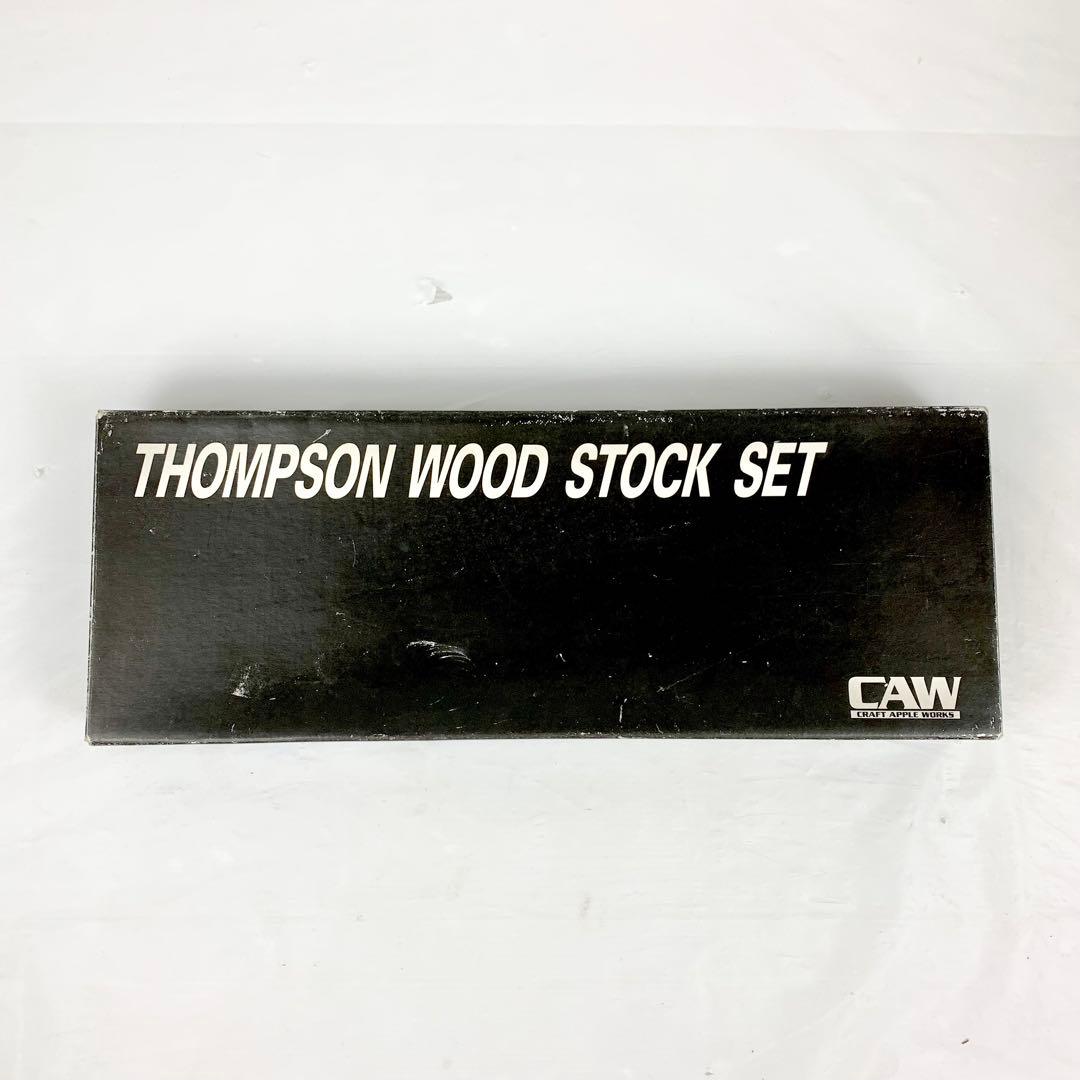 THOMPSON WOOD STOCK SET
CAW
CRAFT APPLE WORKS